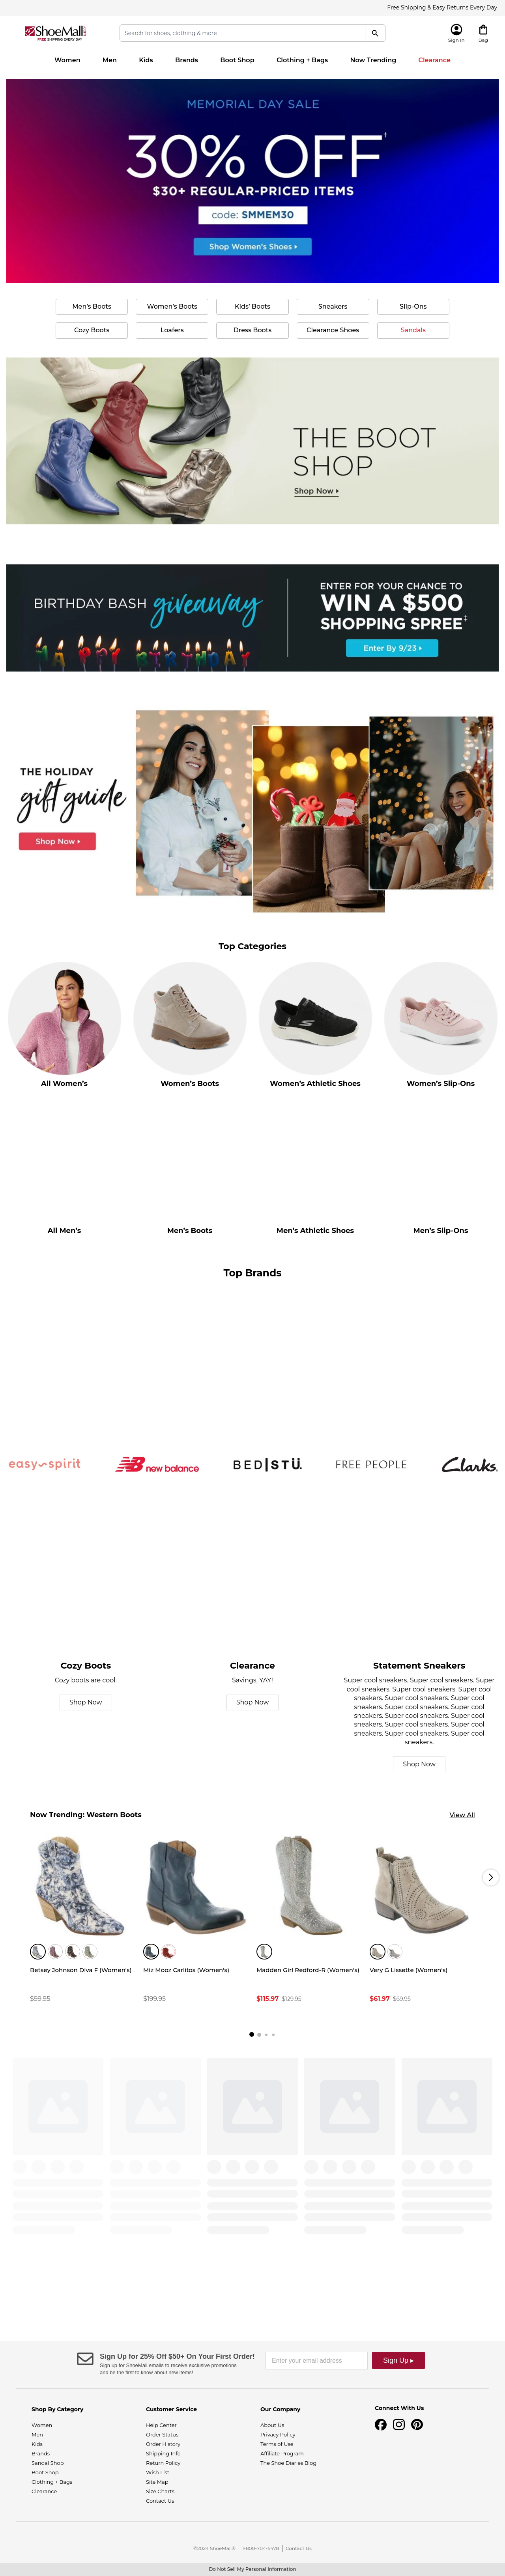 Free Shipping & Easy Returns Every Day
ShoeMall
FREE SHIPPING EVERY DAY
Search for shoes, clothing & more
Sign In
Bag
Women
Men
Kids
Brands
Boot Shop
Clothing + Bags
Now Trending
Clearance
MEMORIAL DAY SALE
30% OFF†
$30+ REGULAR-PRICED ITEMS
code: SMMEM30
Shop Women's Shoes
Men's Boots
Women's Boots
Kids' Boots
Sneakers
Slip-Ons
Cozy Boots
Loafers
Dress Boots
Clearance Shoes
Sandals
THE BOOT
SHOP
Shop Now
BIRTHDAY BASH giveaway
HAPPY BIRTHDAY
ENTER FOR YOUR CHANCE TO
WIN A $500
SHOPPING SPREE‡
Enter By 9/23
THE HOLIDAY
gift guide
Shop Now
Top Categories
All Women's
Women's Boots
Women's Athletic Shoes
Women's Slip-Ons
All Men's
Men's Boots
Men's Athletic Shoes
Men's Slip-Ons
Top Brands
easy spirit
new balance
BED|STÜ.
FREE PEOPLE
Clarks.
Cozy Boots
Cozy boots are cool.
Shop Now
Clearance
Savings, YAY!
Shop Now
Statement Sneakers
Super cool sneakers. Super cool sneakers. Super
cool sneakers. Super cool sneakers. Super cool
sneakers. Super cool sneakers. Super cool
sneakers. Super cool sneakers. Super cool
sneakers. Super cool sneakers. Super cool
sneakers. Super cool sneakers. Super cool
sneakers. Super cool sneakers. Super cool
sneakers.
Shop Now
Now Trending: Western Boots
View All
Betsey Johnson Diva F (Women's)
$99.95
Miz Mooz Carlitos (Women's)
$199.95
Madden Girl Redford-R (Women's)
$115.97 $129.95
Very G Lissette (Women's)
$61.97 $69.95
Sign Up for 25% Off $50+ On Your First Order!
Sign up for ShoeMall emails to receive exclusive promotions
and be the first to know about new items!
Enter your email address
Sign Up ▸
Shop By Category
Women
Men
Kids
Brands
Sandal Shop
Boot Shop
Clothing + Bags
Clearance
Customer Service
Help Center
Order Status
Order History
Shipping Info
Return Policy
Wish List
Site Map
Size Charts
Contact Us
Our Company
About Us
Privacy Policy
Terms of Use
Affiliate Program
The Shoe Diaries Blog
Connect With Us
©2024 ShoeMall® | 1-800-704-5478 | Contact Us
Do Not Sell My Personal Information